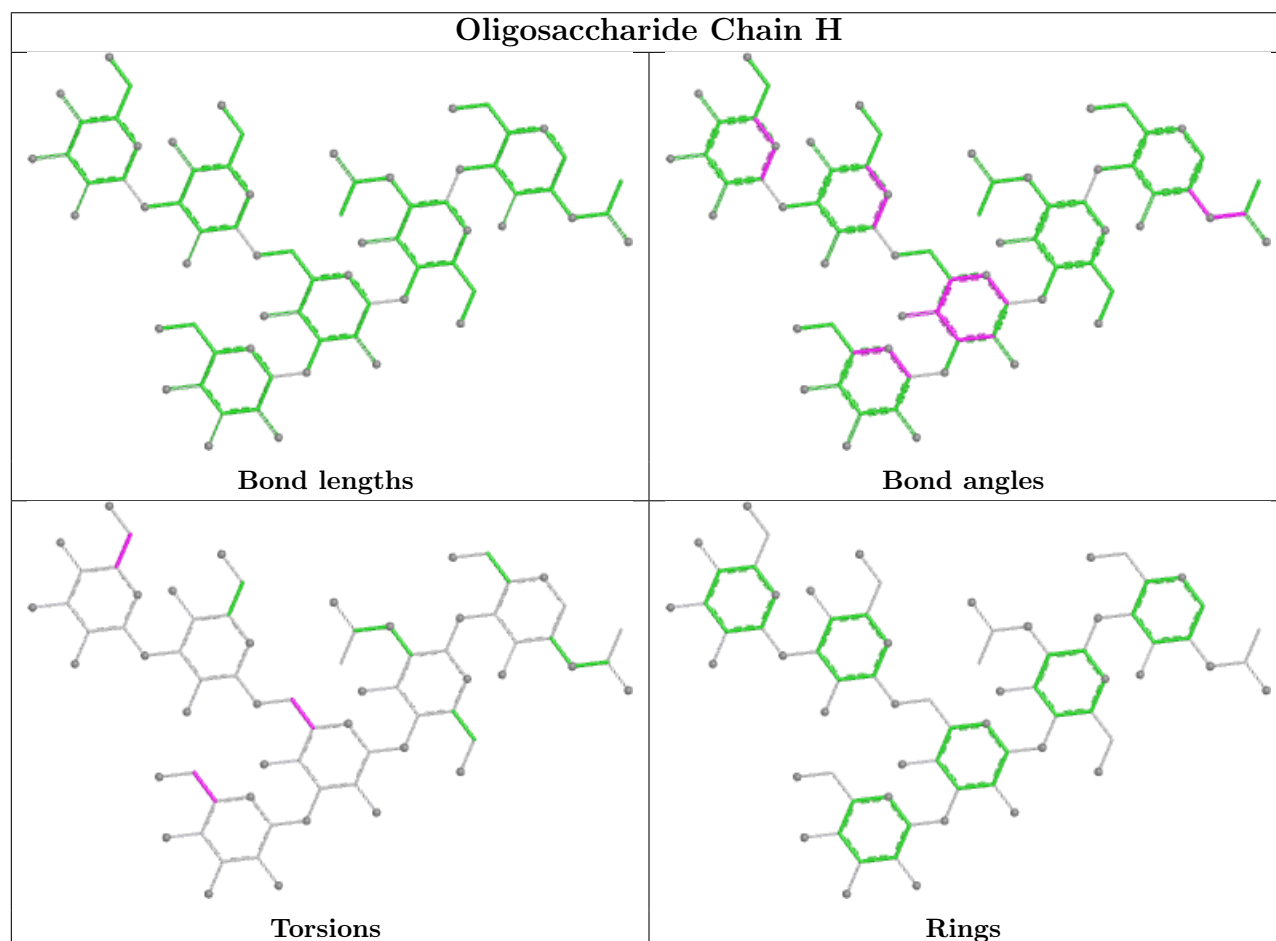 Oligosaccharide Chain H
Bond lengths
Bond angles
Torsions
Rings